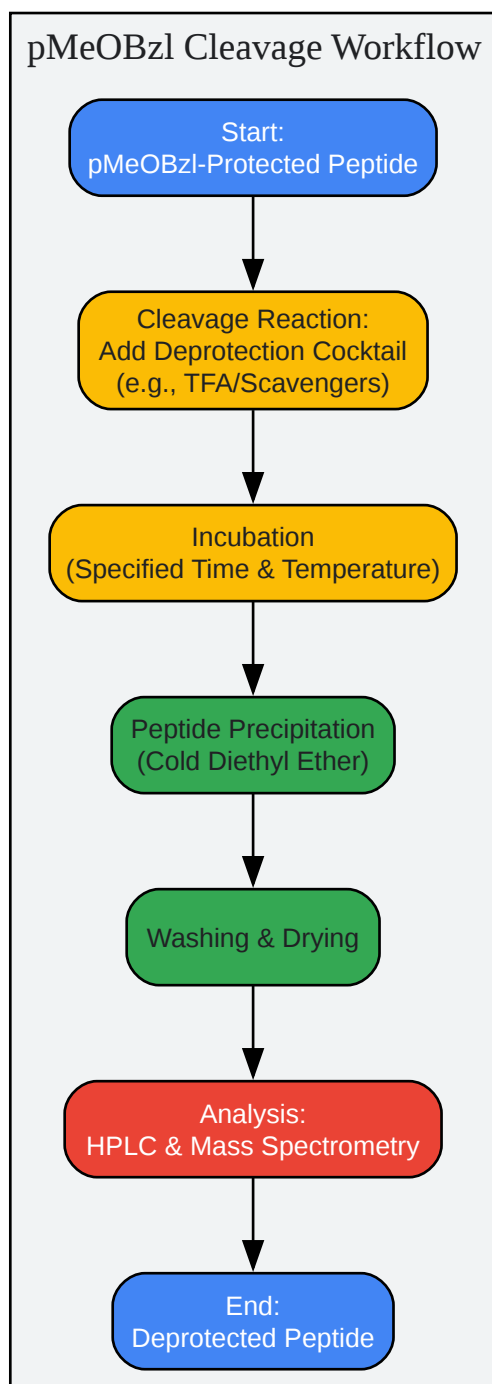 pMeOBzl Cleavage Workflow
Start:
pMeOBzl-Protected Peptide
Cleavage Reaction:
Add Deprotection Cocktail
(e.g., TFA/Scavengers)
Incubation
(Specified Time & Temperature)
Peptide Precipitation
(Cold Diethyl Ether)
Washing & Drying
Analysis:
HPLC & Mass Spectrometry
End:
Deprotected Peptide